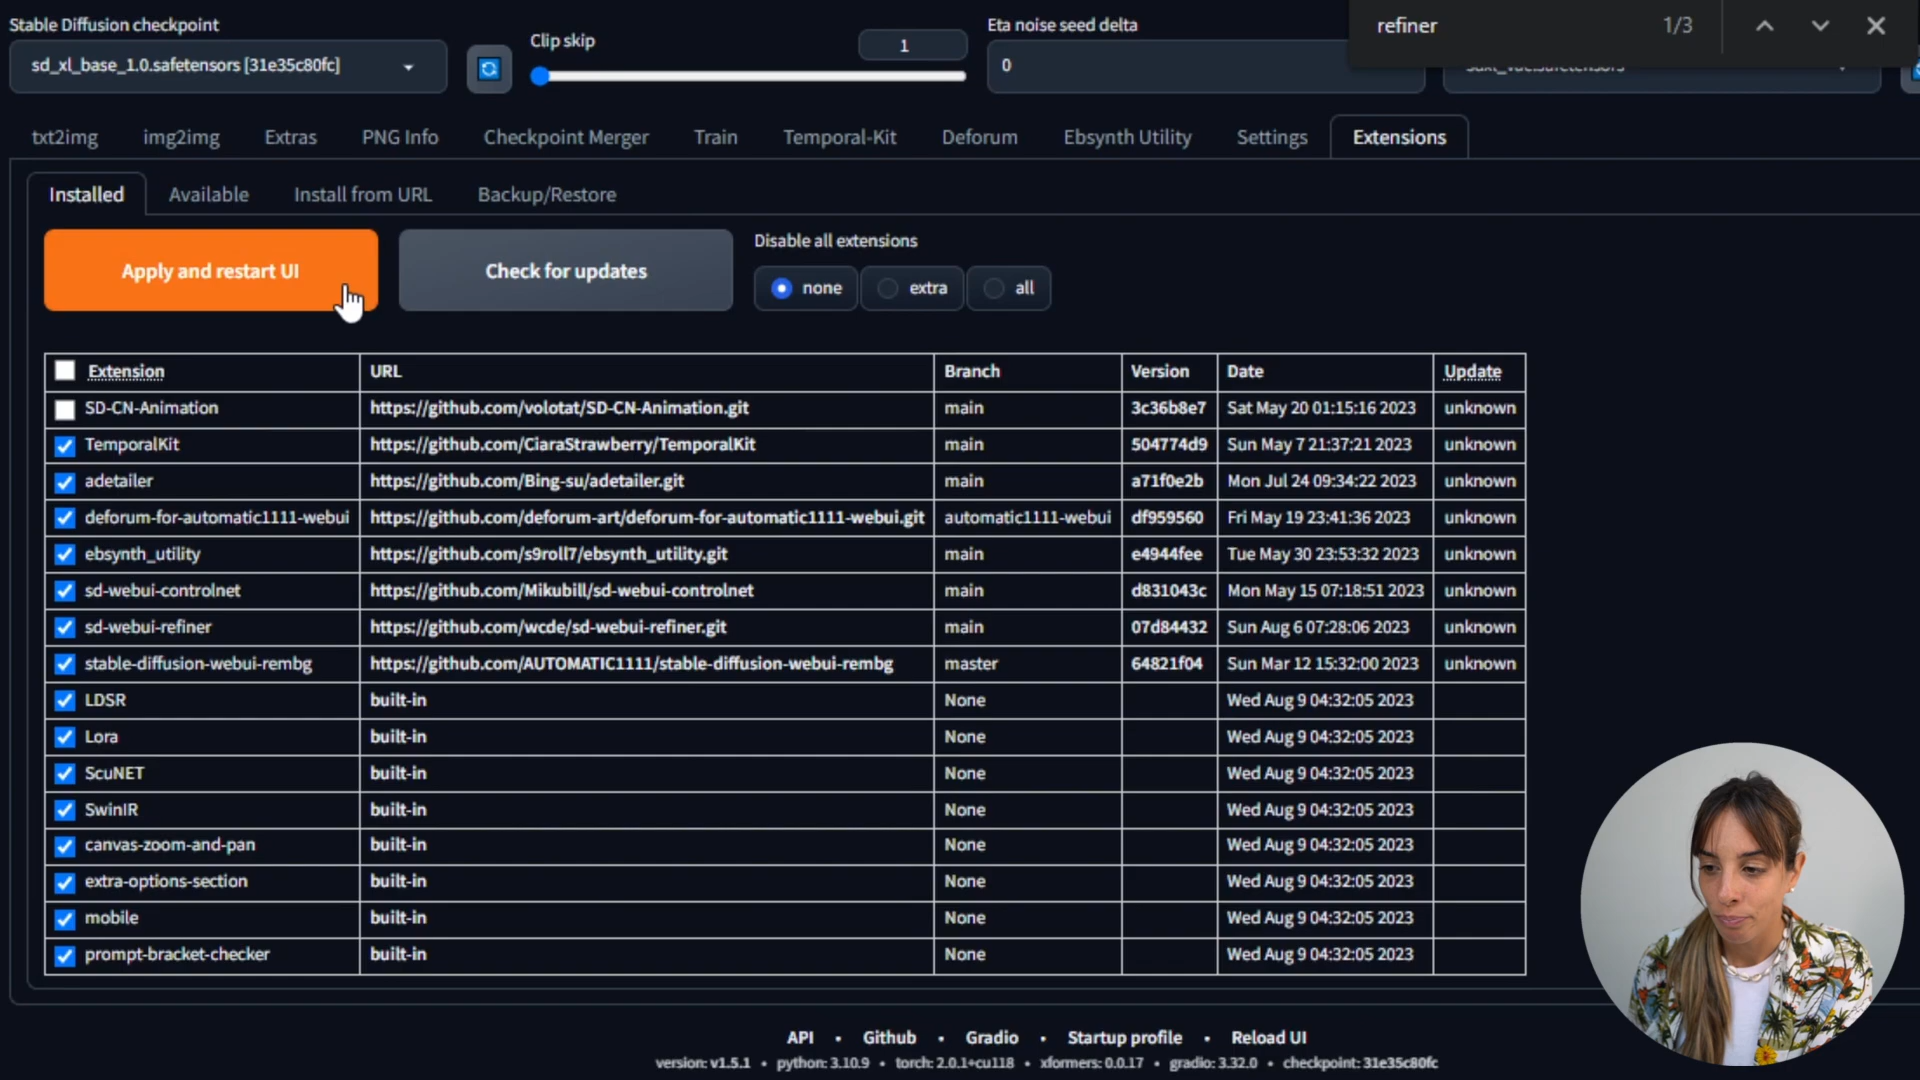 Stable Diffusion checkpoint
sd_xl_base_1.0.safetensors [31e35c80fc]
Clip skip
1
Eta noise seed delta
0
refiner
1/3
txt2img img2img Extras PNG Info Checkpoint Merger Train Temporal-Kit Deforum Ebsynth Utility Settings Extensions
Installed Available Install from URL Backup/Restore
Apply and restart UI
Check for updates
Disable all extensions
none extra all
Extension URL Branch Version Date Update
SD-CN-Animation https://github.com/volotat/SD-CN-Animation.git main 3c36b8e7 Sat May 20 01:15:16 2023 unknown
TemporalKit https://github.com/CiaraStrawberry/TemporalKit main 504774d9 Sun May 7 21:37:21 2023 unknown
adetailer https://github.com/Bing-su/adetailer.git main a71f0e2b Mon Jul 24 09:34:22 2023 unknown
deforum-for-automatic1111-webui https://github.com/deforum-art/deforum-for-automatic1111-webui.git automatic1111-webui df959560 Fri May 19 23:41:36 2023 unknown
ebsynth_utility https://github.com/s9roll7/ebsynth_utility.git main e4944fee Tue May 30 23:53:32 2023 unknown
sd-webui-controlnet https://github.com/Mikubill/sd-webui-controlnet main d831043c Mon May 15 07:18:51 2023 unknown
sd-webui-refiner https://github.com/wcde/sd-webui-refiner.git main 07d84432 Sun Aug 6 07:28:06 2023 unknown
stable-diffusion-webui-rembg https://github.com/AUTOMATIC1111/stable-diffusion-webui-rembg master 64821f04 Sun Mar 12 15:32:00 2023 unknown
LDSR built-in None Wed Aug 9 04:32:05 2023
Lora built-in None Wed Aug 9 04:32:05 2023
ScuNET built-in None Wed Aug 9 04:32:05 2023
SwinIR built-in None Wed Aug 9 04:32:05 2023
canvas-zoom-and-pan built-in None Wed Aug 9 04:32:05 2023
extra-options-section built-in None Wed Aug 9 04:32:05 2023
mobile built-in None Wed Aug 9 04:32:05 2023
prompt-bracket-checker built-in None Wed Aug 9 04:32:05 2023
API • Github • Gradio • Startup profile • Reload UI
version: v1.5.1 • python: 3.10.9 • torch: 2.0.1+cu118 • xformers: 0.0.17 • gradio: 3.32.0 • checkpoint: 31e35c80fc